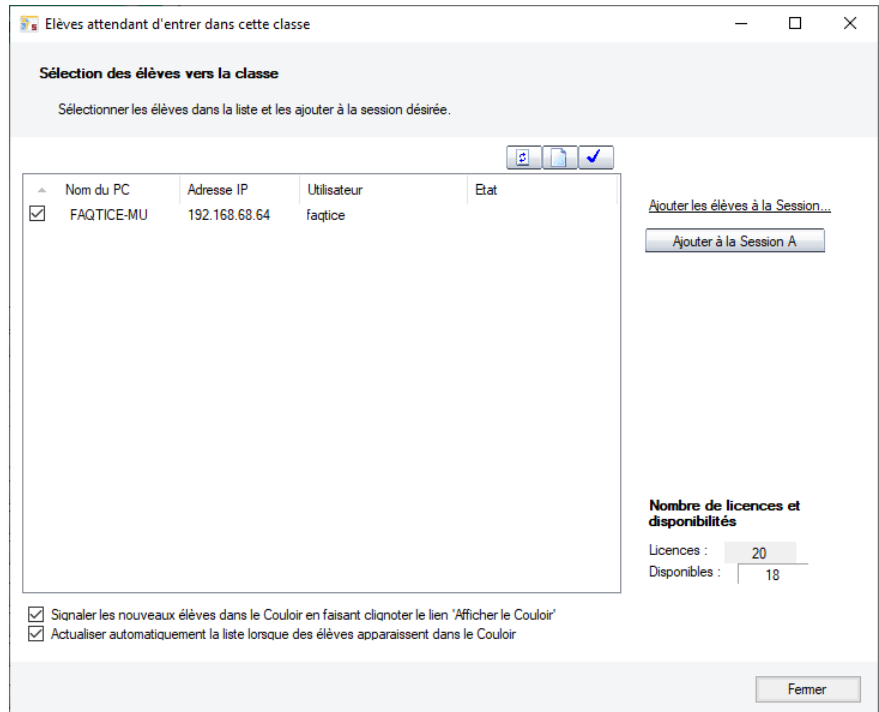 Elèves attendant d'entrer dans cette classe
Sélection des élèves vers la classe
Sélectionner les élèves dans la liste et les ajouter à la session désirée.
Nom du PC Adresse IP Utilisateur Etat
FAQTICE-MU 192.168.68.64 faqtice
Ajouter les élèves à la Session...
Ajouter à la Session A
Nombre de licences et
disponibilités
Licences : 20
Disponibles : 18
Signaler les nouveaux élèves dans le Couloir en faisant clignoter le lien 'Afficher le Couloir'
Actualiser automatiquement la liste lorsque des élèves apparaissent dans le Couloir
Fermer